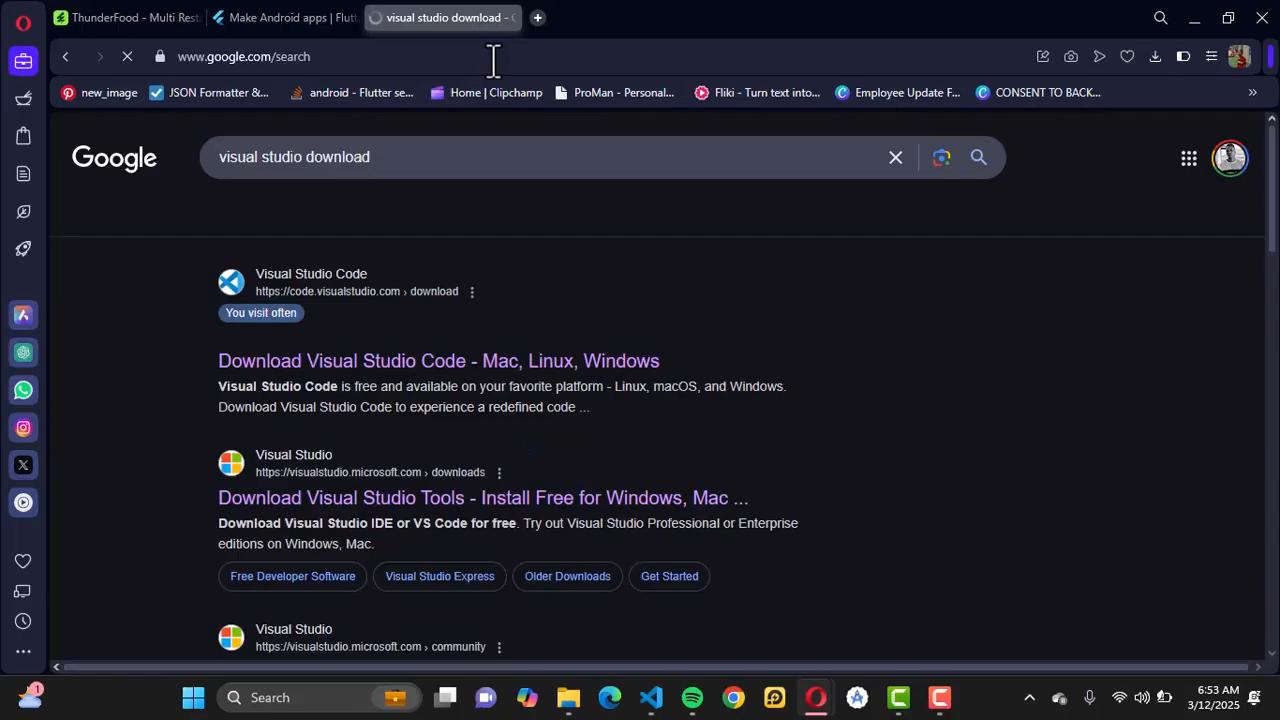 ThunderFood - Multi Rest
Make Android apps | Flutt
visual studio download - G
www.google.com/search
new_image
JSON Formatter &...
android - Flutter se...
Home | Clipchamp
ProMan - Personal...
Fliki - Turn text into...
Employee Update F...
CONSENT TO BACK...
»
Google
visual studio download
Visual Studio Code
https://code.visualstudio.com › download
You visit often
Download Visual Studio Code - Mac, Linux, Windows
Visual Studio Code is free and available on your favorite platform - Linux, macOS, and Windows.
Download Visual Studio Code to experience a redefined code ...
Visual Studio
https://visualstudio.microsoft.com › downloads
Download Visual Studio Tools - Install Free for Windows, Mac ...
Download Visual Studio IDE or VS Code for free. Try out Visual Studio Professional or Enterprise
editions on Windows, Mac.
Free Developer Software
Visual Studio Express
Older Downloads
Get Started
Visual Studio
https://visualstudio.microsoft.com › community
1
Search
6:53 AM
3/12/2025